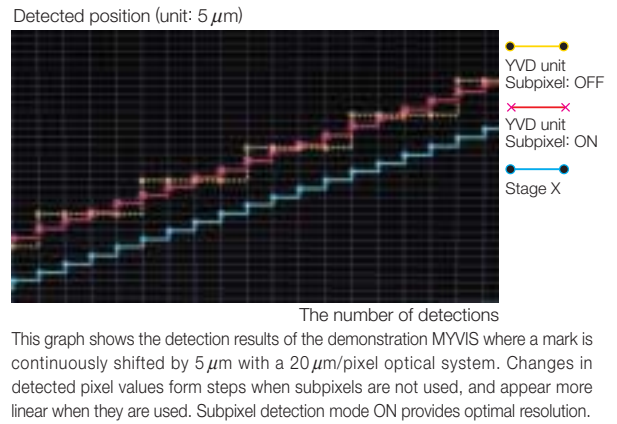 Detected position (unit: 5 μm)
YVD unit
Subpixel: OFF
YVD unit
Subpixel: ON
Stage X
The number of detections
This graph shows the detection results of the demonstration MYVIS where a mark is
continuously shifted by 5 μm with a 20 μm/pixel optical system. Changes in
detected pixel values form steps when subpixels are not used, and appear more
linear when they are used. Subpixel detection mode ON provides optimal resolution.